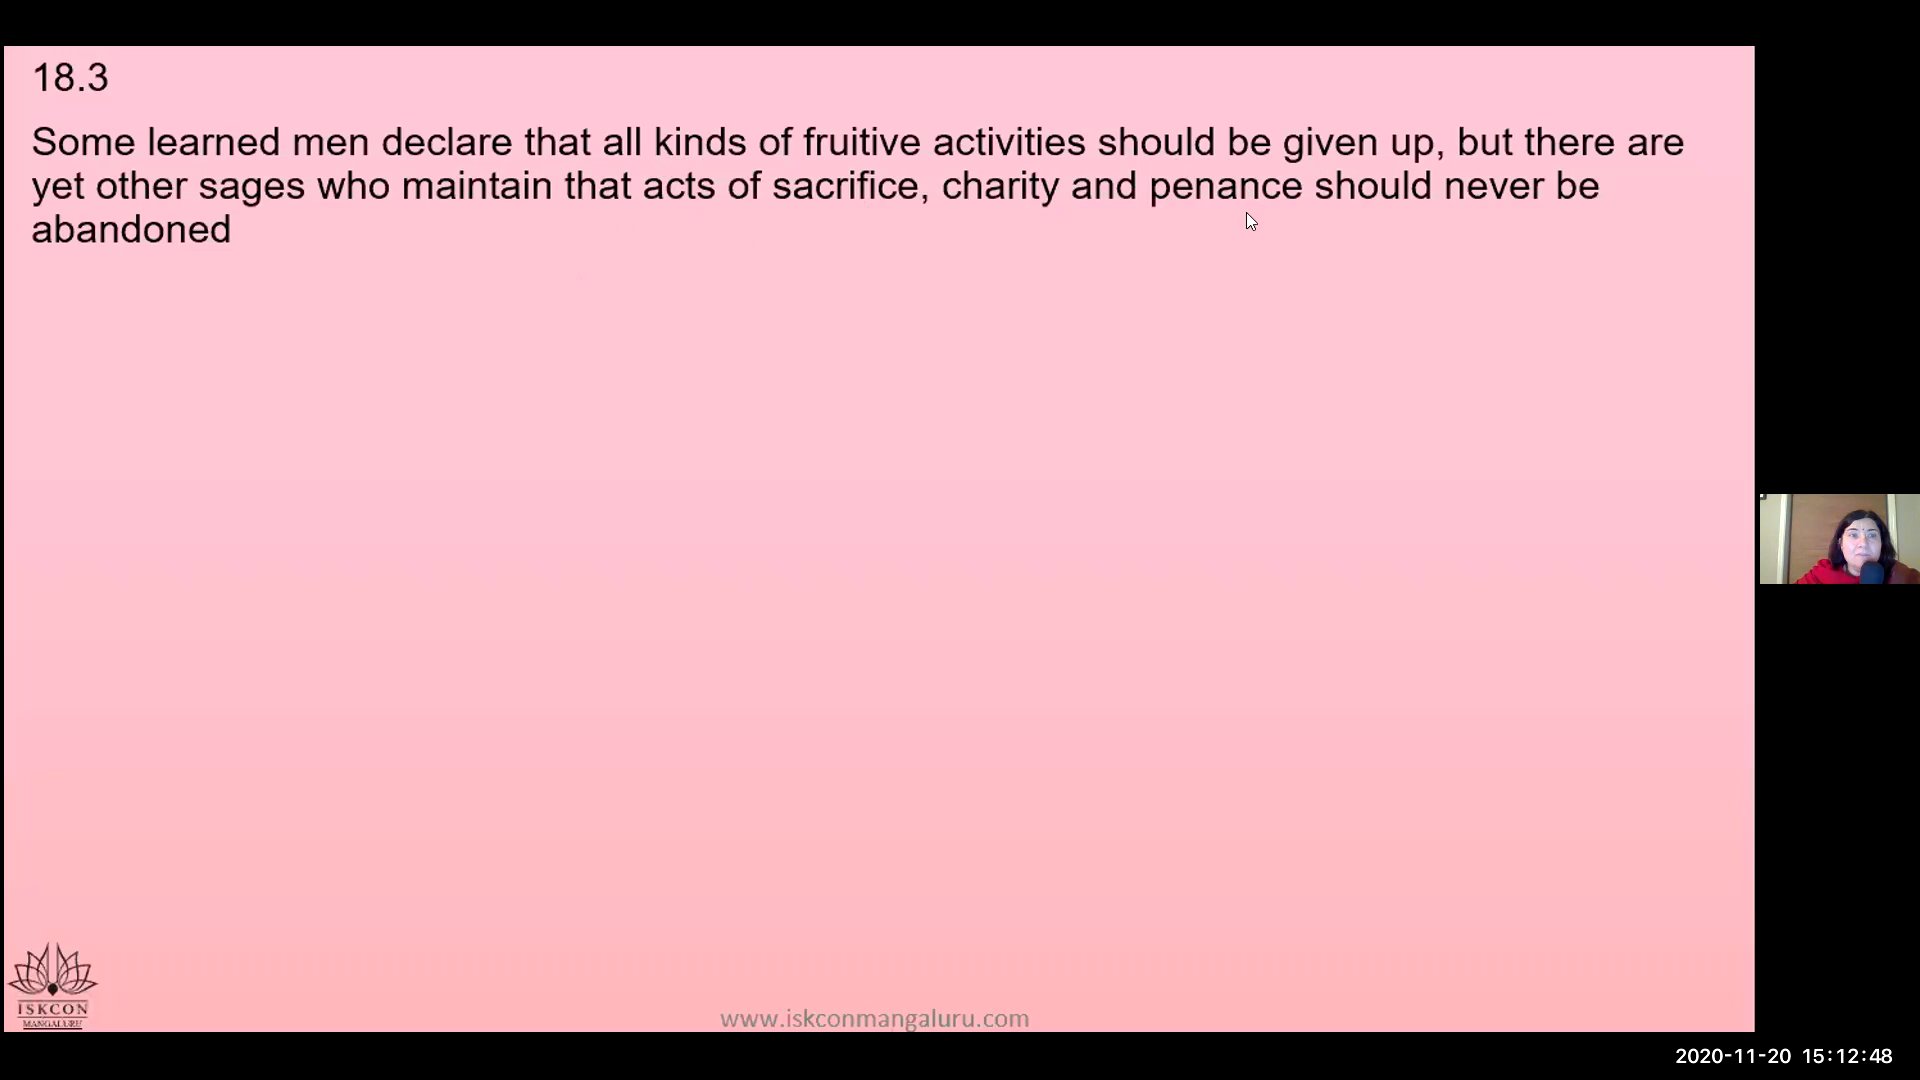 18.3
Some learned men declare that all kinds of fruitive activities should be given up, but there are
yet other sages who maintain that acts of sacrifice, charity and penance should never be
abandoned
ISKCON
MANGALURU
www.iskconmangaluru.com
2020-11-20 15:12:48